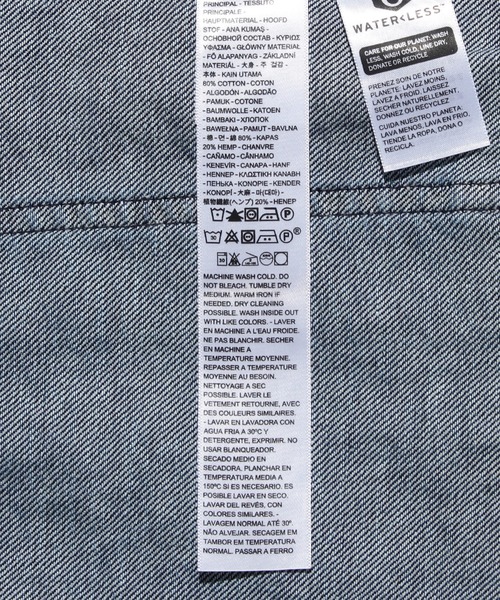 PRINCIPAL - TESSUTO
PRINCIPALE -
HAUPTMATERIAL - HOOFD
STOF - ANA KUMAŞ -
ОСНОВНОЙ СОСТАВ - ΚΥΡΙΩΣ
ΥΦΑΣΜΑ - GŁÓWNY MATERIAŁ
- FŐ ALAPANYAG - ZÁKLADNÍ
MATERIÁL - 大身 - 주 겉감 -
本体 - KAIN UTAMA
80% COTTON - COTON
- ALGODÓN - ALGODÃO
- PAMUK - COTONE
- BAUMWOLLE - KATOEN
- ΒΑΜΒΑΚΙ - ХЛОПОК
- BAWEŁNA - PAMUT - BAVLNA
- 棉 - 면 - 綿 80% - KAPAS
20% HEMP - CHANVRE
- CAÑAMO - CÂNHAMO
- KENEVİR - CANAPA - HANF
- HENNEP - ΚΛΩΣΤΙΚΗ ΚΑΝΑΒΗ
- ПЕНЬКА - KONOPIE - KENDER
- KONOPÍ - 大麻 - 마(대마) -
植物繊維(ヘンプ) 20% - HENEP
P
P®
30
MACHINE WASH COLD. DO
NOT BLEACH. TUMBLE DRY
MEDIUM. WARM IRON IF
NEEDED. DRY CLEANING
POSSIBLE. WASH INSIDE OUT
WITH LIKE COLORS. - LAVER
EN MACHINE A L'EAU FROIDE.
NE PAS BLANCHIR. SECHER
EN MACHINE A
TEMPERATURE MOYENNE.
REPASSER A TEMPERATURE
MOYENNE AU BESOIN.
NETTOYAGE A SEC
POSSIBLE. LAVER LE
VETEMENT RETOURNE, AVEC
DES COULEURS SIMILAIRES.
- LAVAR EN LAVADORA CON
AGUA FRIA A 30ºC Y
DETERGENTE, EXPRIMIR. NO
USAR BLANQUEADOR.
SECADO MEDIO EN
SECADORA. PLANCHAR EN
TEMPERATURA MEDIA A
150ºC SI ES NECESARIO. ES
POSIBLE LAVAR EN SECO.
LAVAR DEL REVÉS, CON
COLORES SIMILARES. -
LAVAGEM NORMAL ATÉ 30º
NÃO ALVEJAR. SECAGEM EM
TAMBOR EM TEMPERATURA
NORMAL. PASSAR A FERRO
WATER<LESS™
CARE FOR OUR PLANET: WASH
LESS, WASH COLD, LINE DRY,
DONATE OR RECYCLE
PRENEZ SOIN DE NOTRE
PLANETE: LAVEZ MOINS,
LAVEZ A FROID, LAISSEZ
SECHER NATURELLEMENT,
DONNEZ OU RECYCLEZ
CUIDA NUESTRO PLANETA:
LAVA MENOS, LAVA EN FRIO,
TIENDE LA ROPA, DONA O
RECICLA.